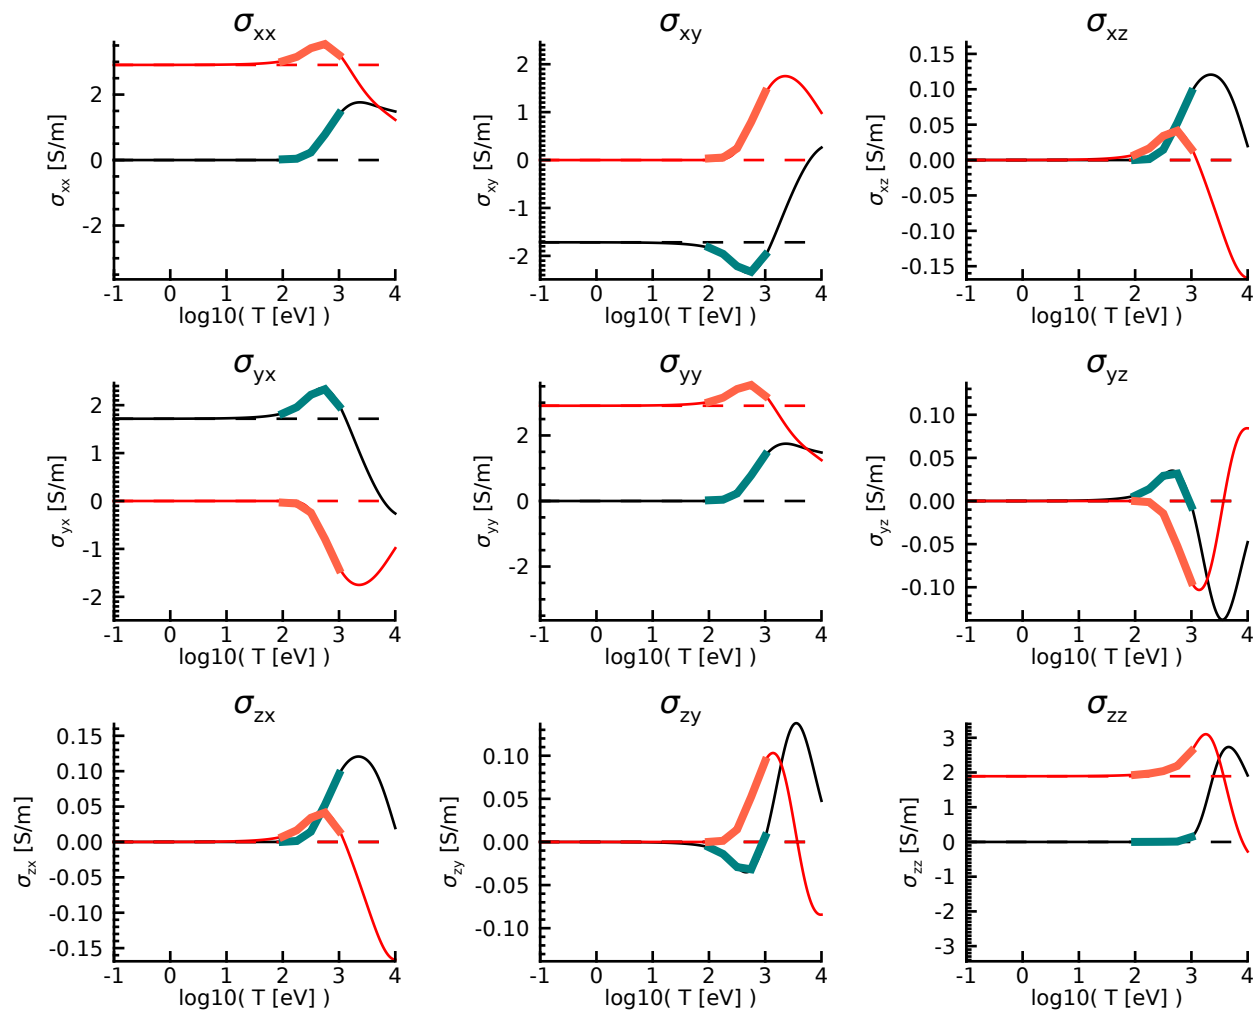 σxx
σxy
σxz
σxx [S/m]
2
0
-2
-1 0 1 2 3 4
log10( T [eV] )
σxy [S/m]
2
1
0
-1
-2
-1 0 1 2 3 4
log10( T [eV] )
σxz [S/m]
0.15
0.10
0.05
0.00
-0.05
-0.10
-0.15
-1 0 1 2 3 4
log10( T [eV] )
σyx
σyy
σyz
σyx [S/m]
2
1
0
-1
-2
-1 0 1 2 3 4
log10( T [eV] )
σyy [S/m]
2
0
-2
-1 0 1 2 3 4
log10( T [eV] )
σyz [S/m]
0.10
0.05
0.00
-0.05
-0.10
-1 0 1 2 3 4
log10( T [eV] )
σzx
σzy
σzz
σzx [S/m]
0.15
0.10
0.05
0.00
-0.05
-0.10
-0.15
-1 0 1 2 3 4
log10( T [eV] )
σzy [S/m]
0.10
0.05
0.00
-0.05
-0.10
-1 0 1 2 3 4
log10( T [eV] )
σzz [S/m]
3
2
1
0
-1
-2
-3
-1 0 1 2 3 4
log10( T [eV] )